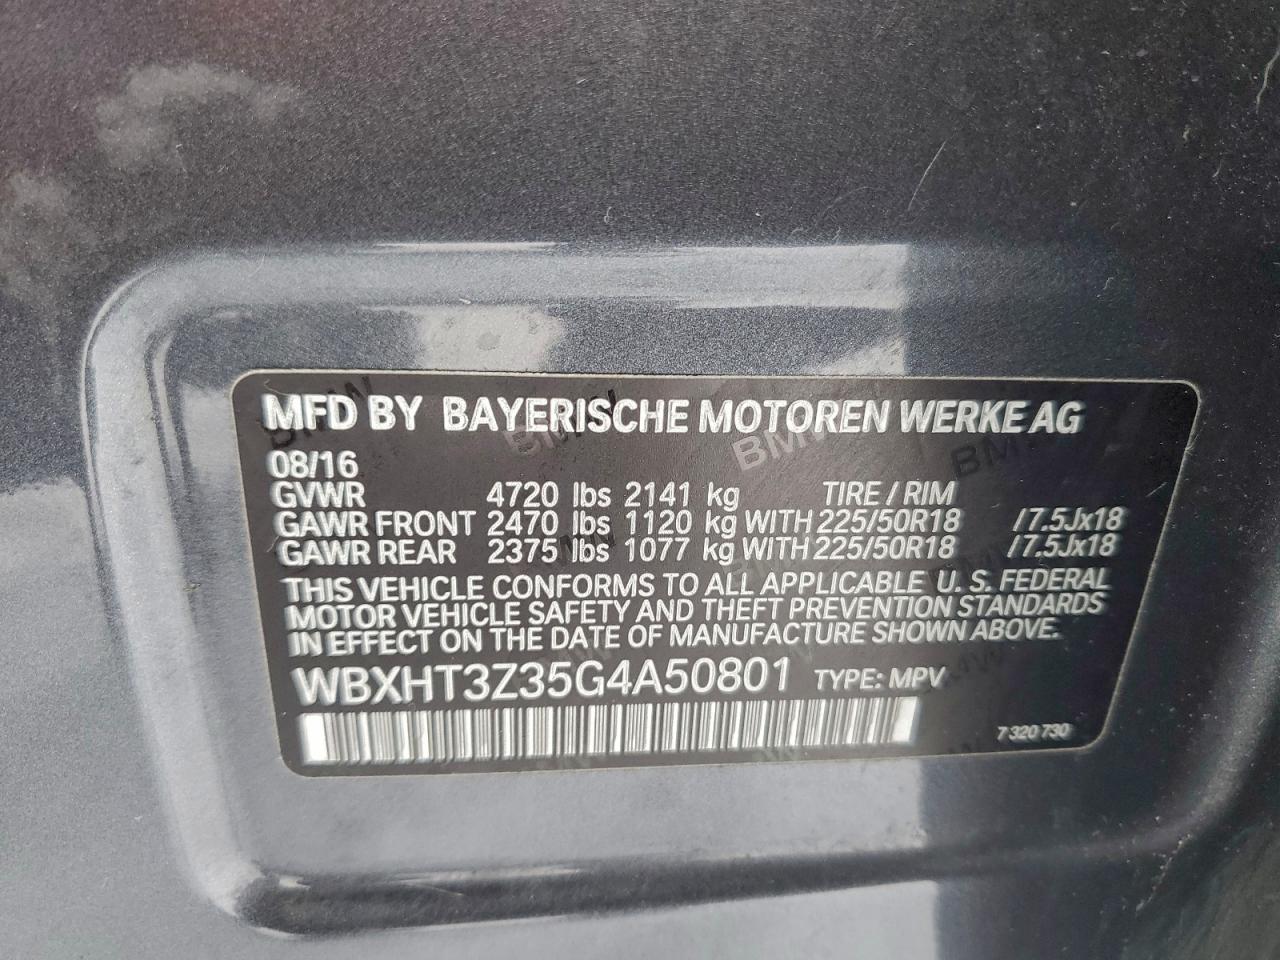 MFD BY BAYERISCHE MOTOREN WERKE AG
08/16
GVWR 4720 lbs 2141 kg TIRE / RIM
GAWR FRONT 2470 lbs 1120 kg WITH 225/50R18 /7.5Jx18
GAWR REAR 2375 lbs 1077 kg WITH 225/50R18 /7.5Jx18
THIS VEHICLE CONFORMS TO ALL APPLICABLE U. S. FEDERAL
MOTOR VEHICLE SAFETY AND THEFT PREVENTION STANDARDS
IN EFFECT ON THE DATE OF MANUFACTURE SHOWN ABOVE.
WBXHT3Z35G4A50801 TYPE: MPV
7 320 730